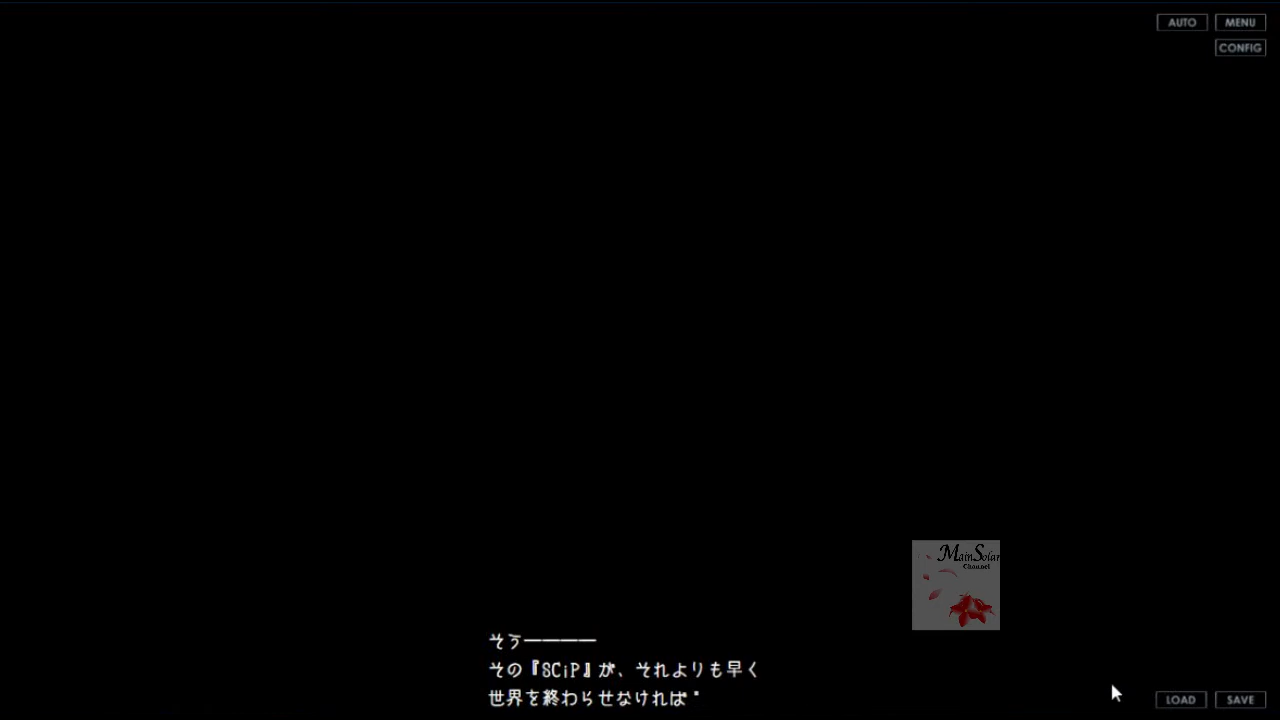 AUTO
MENU
CONFIG
MainSolar
Channel
そう────
その『SCiP』が、それよりも早く
世界を終わらせなければ"
LOAD
SAVE